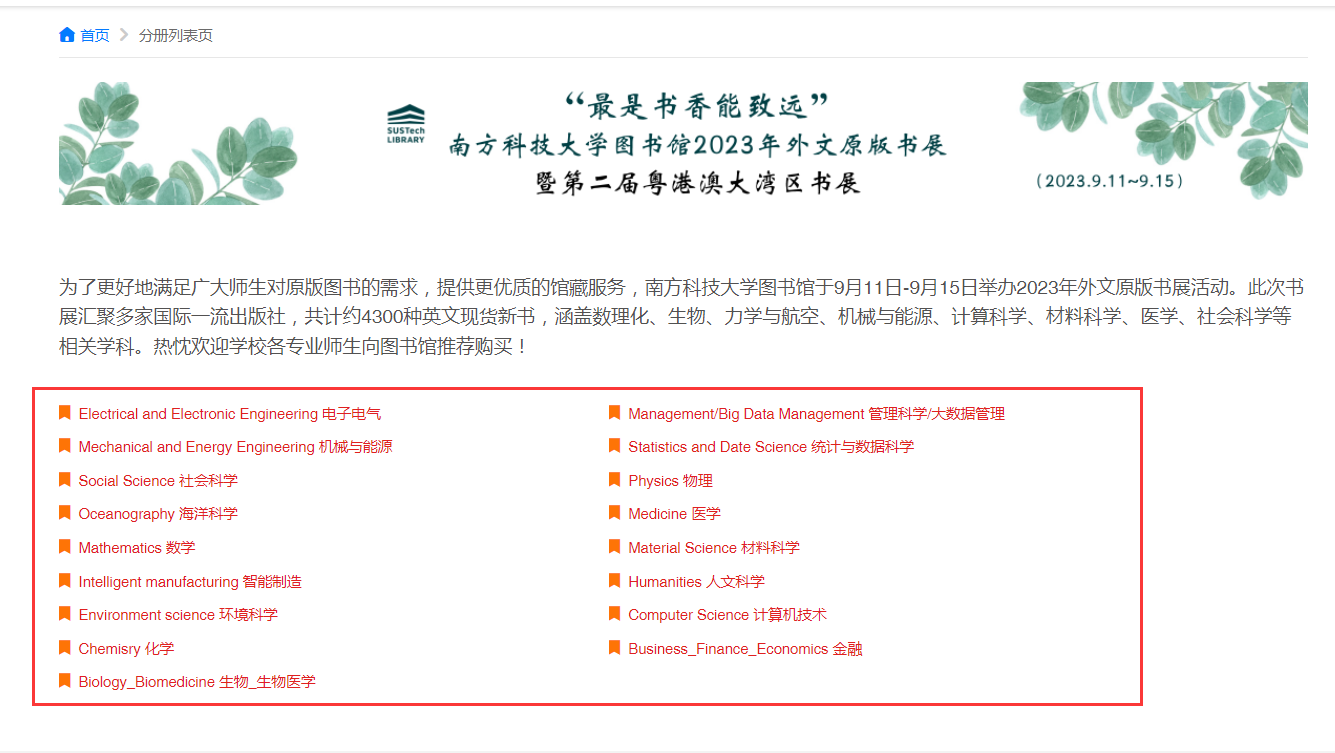 首页 分册列表页
“最是书香能致远”
SUSTech
LIBRARY
南方科技大学图书馆2023年外文原版书展
暨第二届粤港澳大湾区书展
(2023.9.11~9.15)
为了更好地满足广大师生对原版图书的需求，提供更优质的馆藏服务，南方科技大学图书馆于9月11日-9月15日举办2023年外文原版书展活动。此次书
展汇聚多家国际一流出版社，共计约4300种英文现货新书，涵盖数理化、生物、力学与航空、机械与能源、计算科学、材料科学、医学、社会科学等
相关学科。热忱欢迎学校各专业师生向图书馆推荐购买！
Electrical and Electronic Engineering 电子电气
Management/Big Data Management 管理科学/大数据管理
Mechanical and Energy Engineering 机械与能源
Statistics and Date Science 统计与数据科学
Social Science 社会科学
Physics 物理
Oceanography 海洋科学
Medicine 医学
Mathematics 数学
Material Science 材料科学
Intelligent manufacturing 智能制造
Humanities 人文科学
Environment science 环境科学
Computer Science 计算机技术
Chemisry 化学
Business_Finance_Economics 金融
Biology_Biomedicine 生物_生物医学